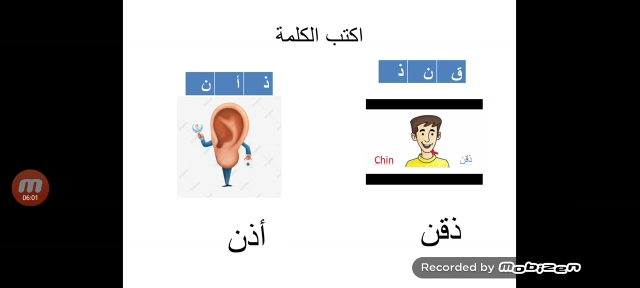 اكتب الكلمة
ق ن ذ
ذ أ ن
Chin ذقن
ذقن
أذن
06:01
Recorded by Mobizen